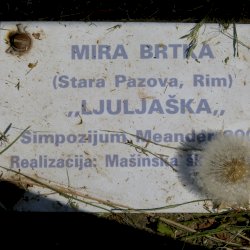 MIRA BRTKA
(Stara Pazova, Rim)
,,LJULJAŠKA,,
Simpozijum Meander
Realizacija: Mašinska